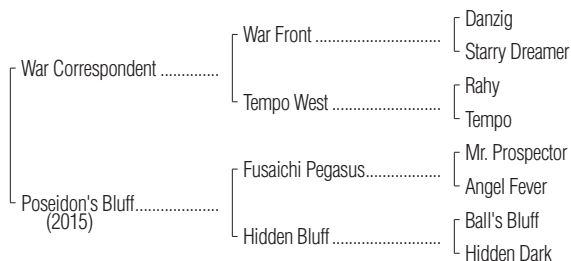 Danzig
War Front ..............................
Starry Dreamer
War Correspondent ..............
Rahy
Tempo West ..........................
Tempo
Mr. Prospector
Fusaichi Pegasus..................
Angel Fever
Poseidon's Bluff....................
(2015)
Ball's Bluff
Hidden Bluff ..........................
Hidden Dark